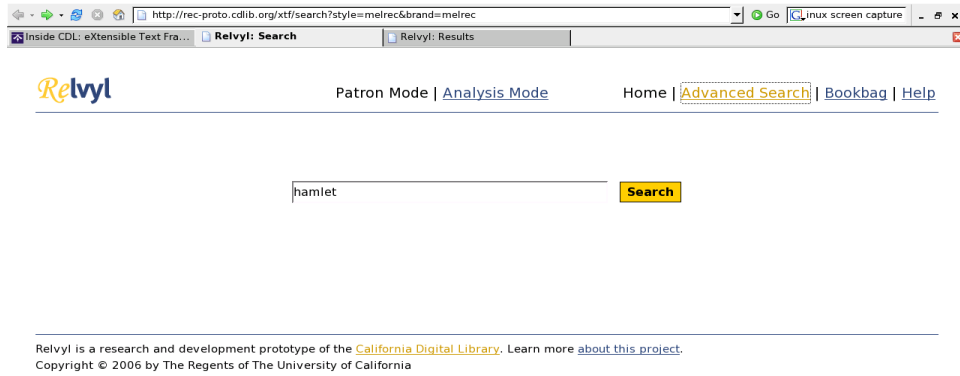 http://rec-proto.cdlib.org/xtf/search?style=melrec&brand=melrec Go inux screen capture
Inside CDL: eXtensible Text Fra... Relvyl: Search Relvyl: Results
Relvyl Patron Mode | Analysis Mode Home | Advanced Search | Bookbag | Help
hamlet Search
Relvyl is a research and development prototype of the California Digital Library. Learn more about this project.
Copyright © 2006 by The Regents of The University of California